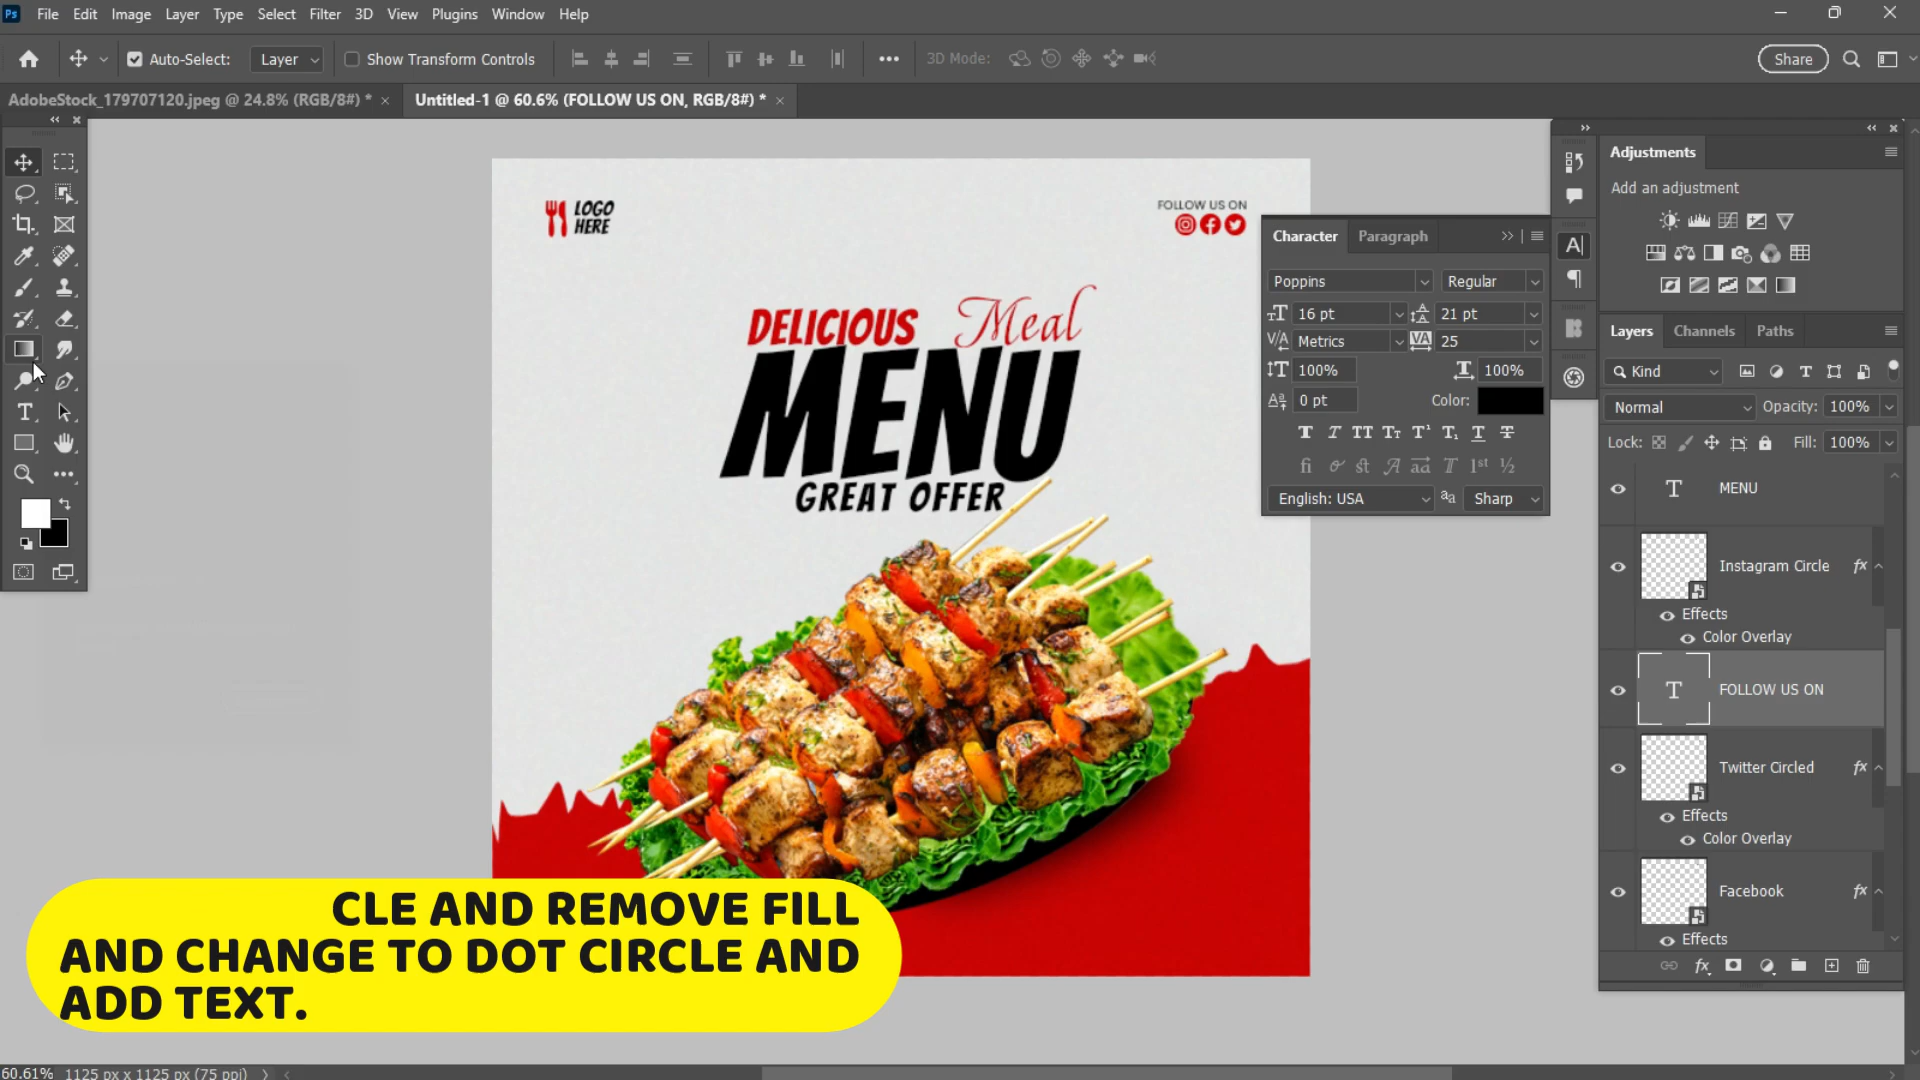 Ps File Edit Image Layer Type Select Filter 3D View Plugins Window Help
Auto-Select: Layer Show Transform Controls 3D Mode: Share
AdobeStock_179707120.jpeg @ 24.8% (RGB/8#) * × Untitled-1 @ 60.6% (FOLLOW US ON, RGB/8#) * ×
LOGO
HERE
FOLLOW US ON
DELICIOUS Meal
MENU
GREAT OFFER
CLE AND REMOVE FILL
AND CHANGE TO DOT CIRCLE AND
ADD TEXT.
Character Paragraph
Poppins Regular
16 pt 21 pt
Metrics 25
100% 100%
0 pt Color:
English: USA Sharp
Adjustments
Add an adjustment
Layers Channels Paths
Kind
Normal Opacity: 100%
Lock: Fill: 100%
MENU
Instagram Circle fx
Effects
Color Overlay
FOLLOW US ON
Twitter Circled fx
Effects
Color Overlay
Facebook fx
Effects
60.61% 1125 px x 1125 px (75 ppi)